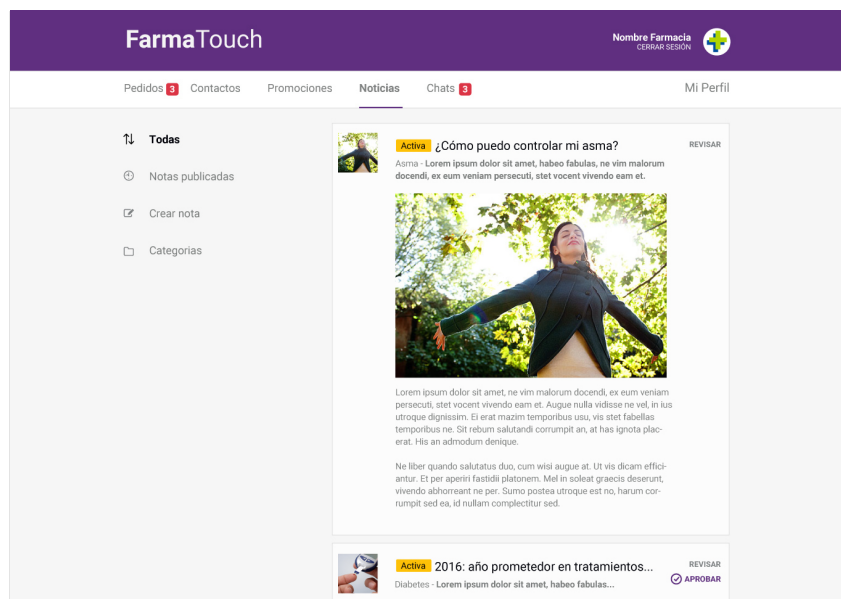 FarmaTouch
Nombre Farmacia
CERRAR SESIÓN
Pedidos 3 Contactos Promociones Noticias Chats 3 Mi Perfil
Todas
Notas publicadas
Crear nota
Categorias
Activa ¿Cómo puedo controlar mi asma? REVISAR
Asma - Lorem ipsum dolor sit amet, habeo fabulas, ne vim malorum
docendi, ex eum veniam persecuti, stet vocent vivendo eam et.
Lorem ipsum dolor sit amet, ne vim malorum docendi, ex eum veniam
persecuti, stet vocent vivendo eam et. Augue nulla vidisse ne vel, in ius
utroque dignissim. Ei erat mazim temporibus usu, vis stet fabellas
temporibus ne. Sit rebum salutandi corrumpit an, at has ignota plac-
erat. His an admodum denique.
Ne liber quando salutatus duo, cum wisi augue at. Ut vis dicam effici-
antur. Et per aperiri fastidii platonem. Mel in soleat graecis deserunt,
vivendo abhorreant ne per. Sumo postea utroque est no, harum cor-
rumpit sed ea, id nullam complectitur sed.
Activa 2016: año prometedor en tratamientos... REVISAR
Diabetes - Lorem ipsum dolor sit amet, habeo fabulas... APROBAR